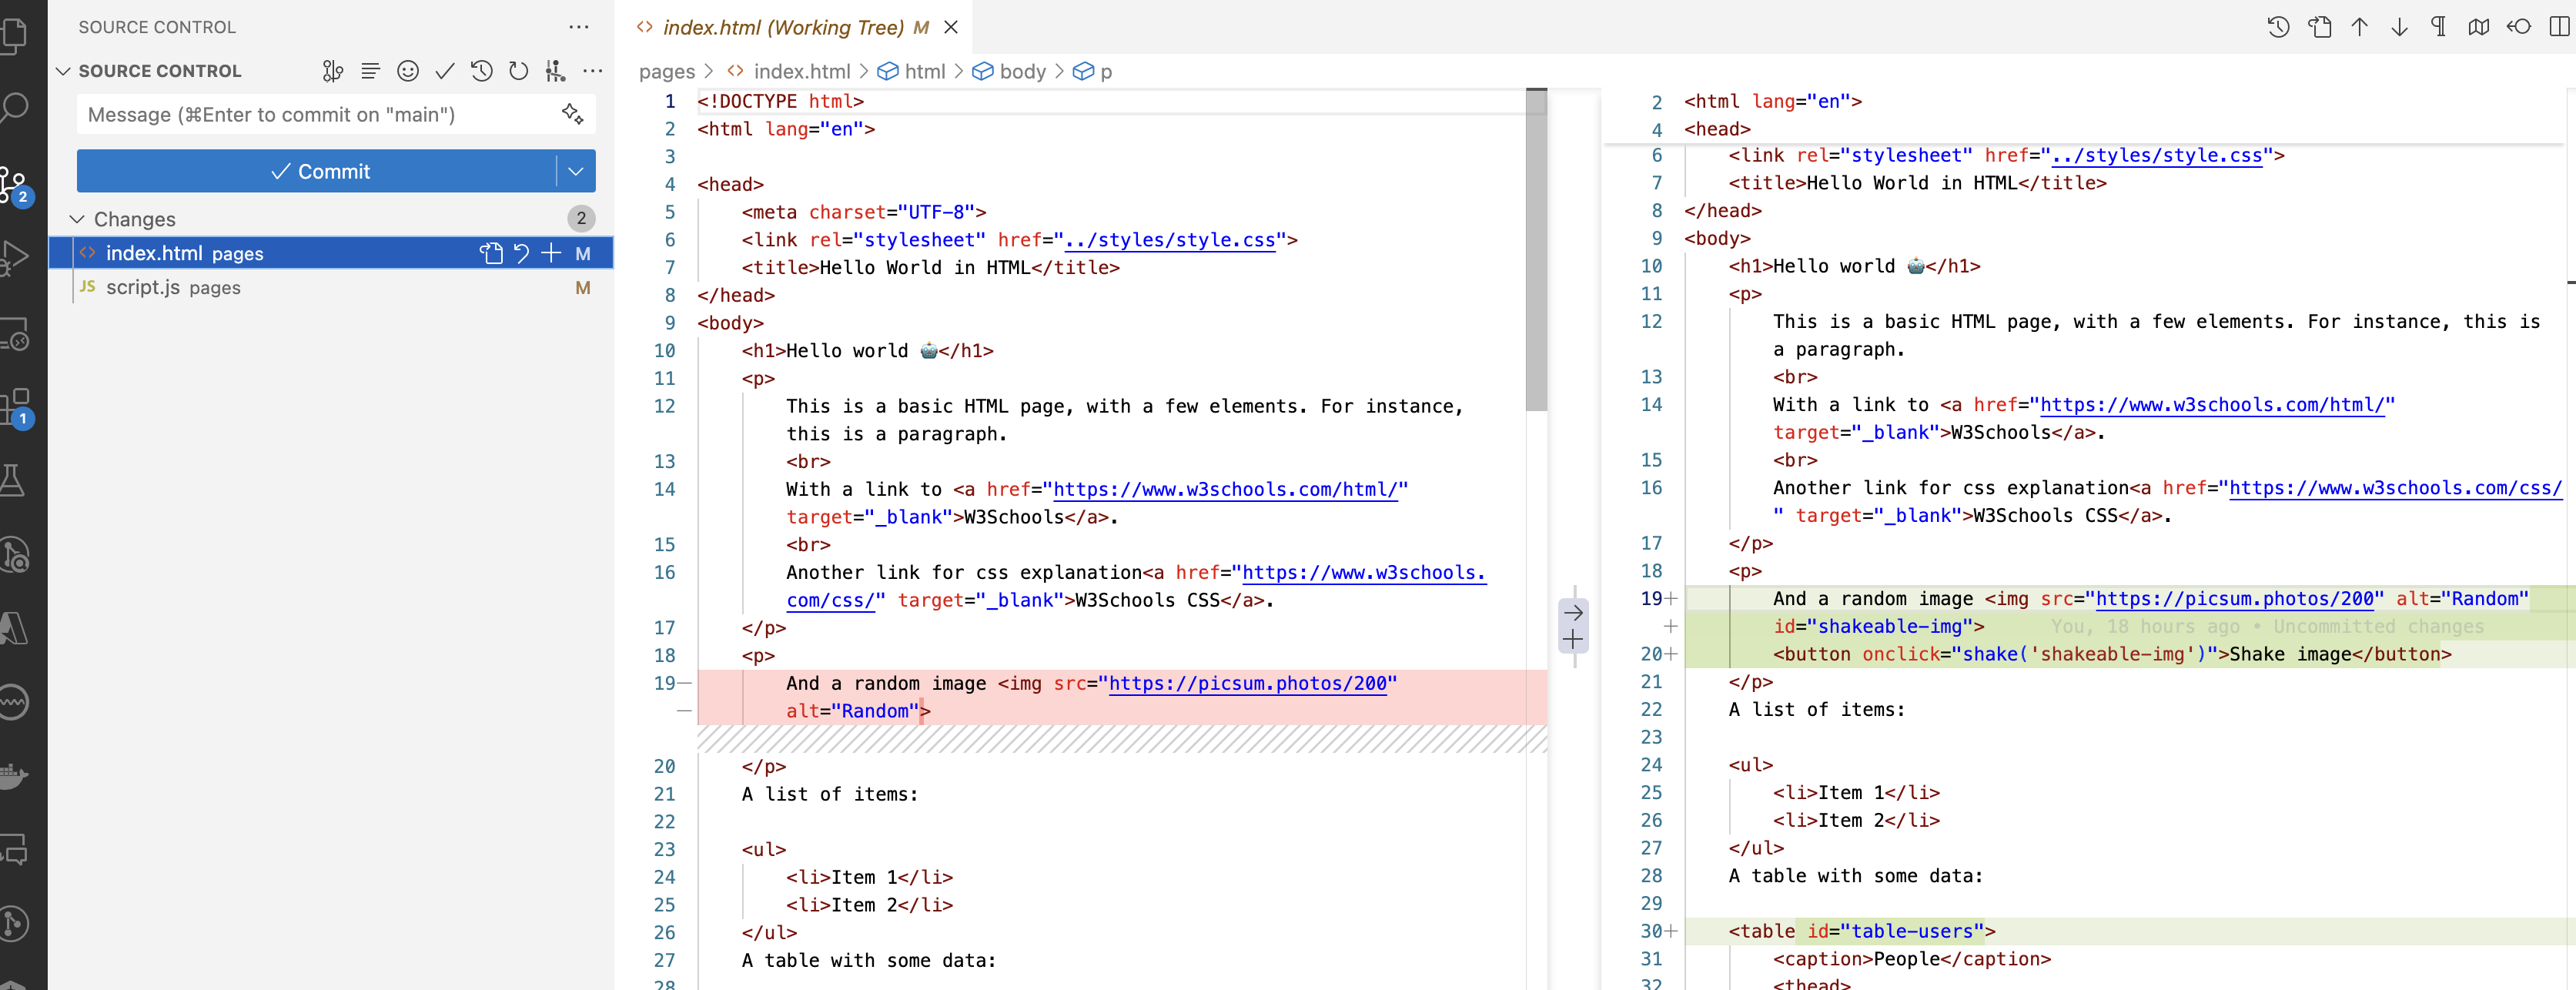 SOURCE CONTROL
SOURCE CONTROL
Message (⌘Enter to commit on "main")
Commit
Changes 2
index.html pages M
JS script.js pages M
2
1
index.html (Working Tree) M
pages > index.html > html > body > p
1 <!DOCTYPE html>
2 <html lang="en">
3
4 <head>
5 <meta charset="UTF-8">
6 <link rel="stylesheet" href="../styles/style.css">
7 <title>Hello World in HTML</title>
8 </head>
9 <body>
10 <h1>Hello world 🤖</h1>
11 <p>
12 This is a basic HTML page, with a few elements. For instance,
this is a paragraph.
13 <br>
14 With a link to <a href="https://www.w3schools.com/html/"
target="_blank">W3Schools</a>.
15 <br>
16 Another link for css explanation<a href="https://www.w3schools.
com/css/" target="_blank">W3Schools CSS</a>.
17 </p>
18 <p>
19— And a random image <img src="https://picsum.photos/200"
— alt="Random">
20 </p>
21 A list of items:
22
23 <ul>
24 <li>Item 1</li>
25 <li>Item 2</li>
26 </ul>
27 A table with some data:
28
2 <html lang="en">
4 <head>
6 <link rel="stylesheet" href="../styles/style.css">
7 <title>Hello World in HTML</title>
8 </head>
9 <body>
10 <h1>Hello world 🤖</h1>
11 <p>
12 This is a basic HTML page, with a few elements. For instance, this is
a paragraph.
13 <br>
14 With a link to <a href="https://www.w3schools.com/html/"
target="_blank">W3Schools</a>.
15 <br>
16 Another link for css explanation<a href="https://www.w3schools.com/css/
" target="_blank">W3Schools CSS</a>.
17 </p>
18 <p>
19+ And a random image <img src="https://picsum.photos/200" alt="Random"
+ id="shakeable-img"> You, 18 hours ago • Uncommitted changes
20+ <button onclick="shake('shakeable-img')">Shake image</button>
21 </p>
22 A list of items:
23
24 <ul>
25 <li>Item 1</li>
26 <li>Item 2</li>
27 </ul>
28 A table with some data:
29
30+ <table id="table-users">
31 <caption>People</caption>
32 <thead>